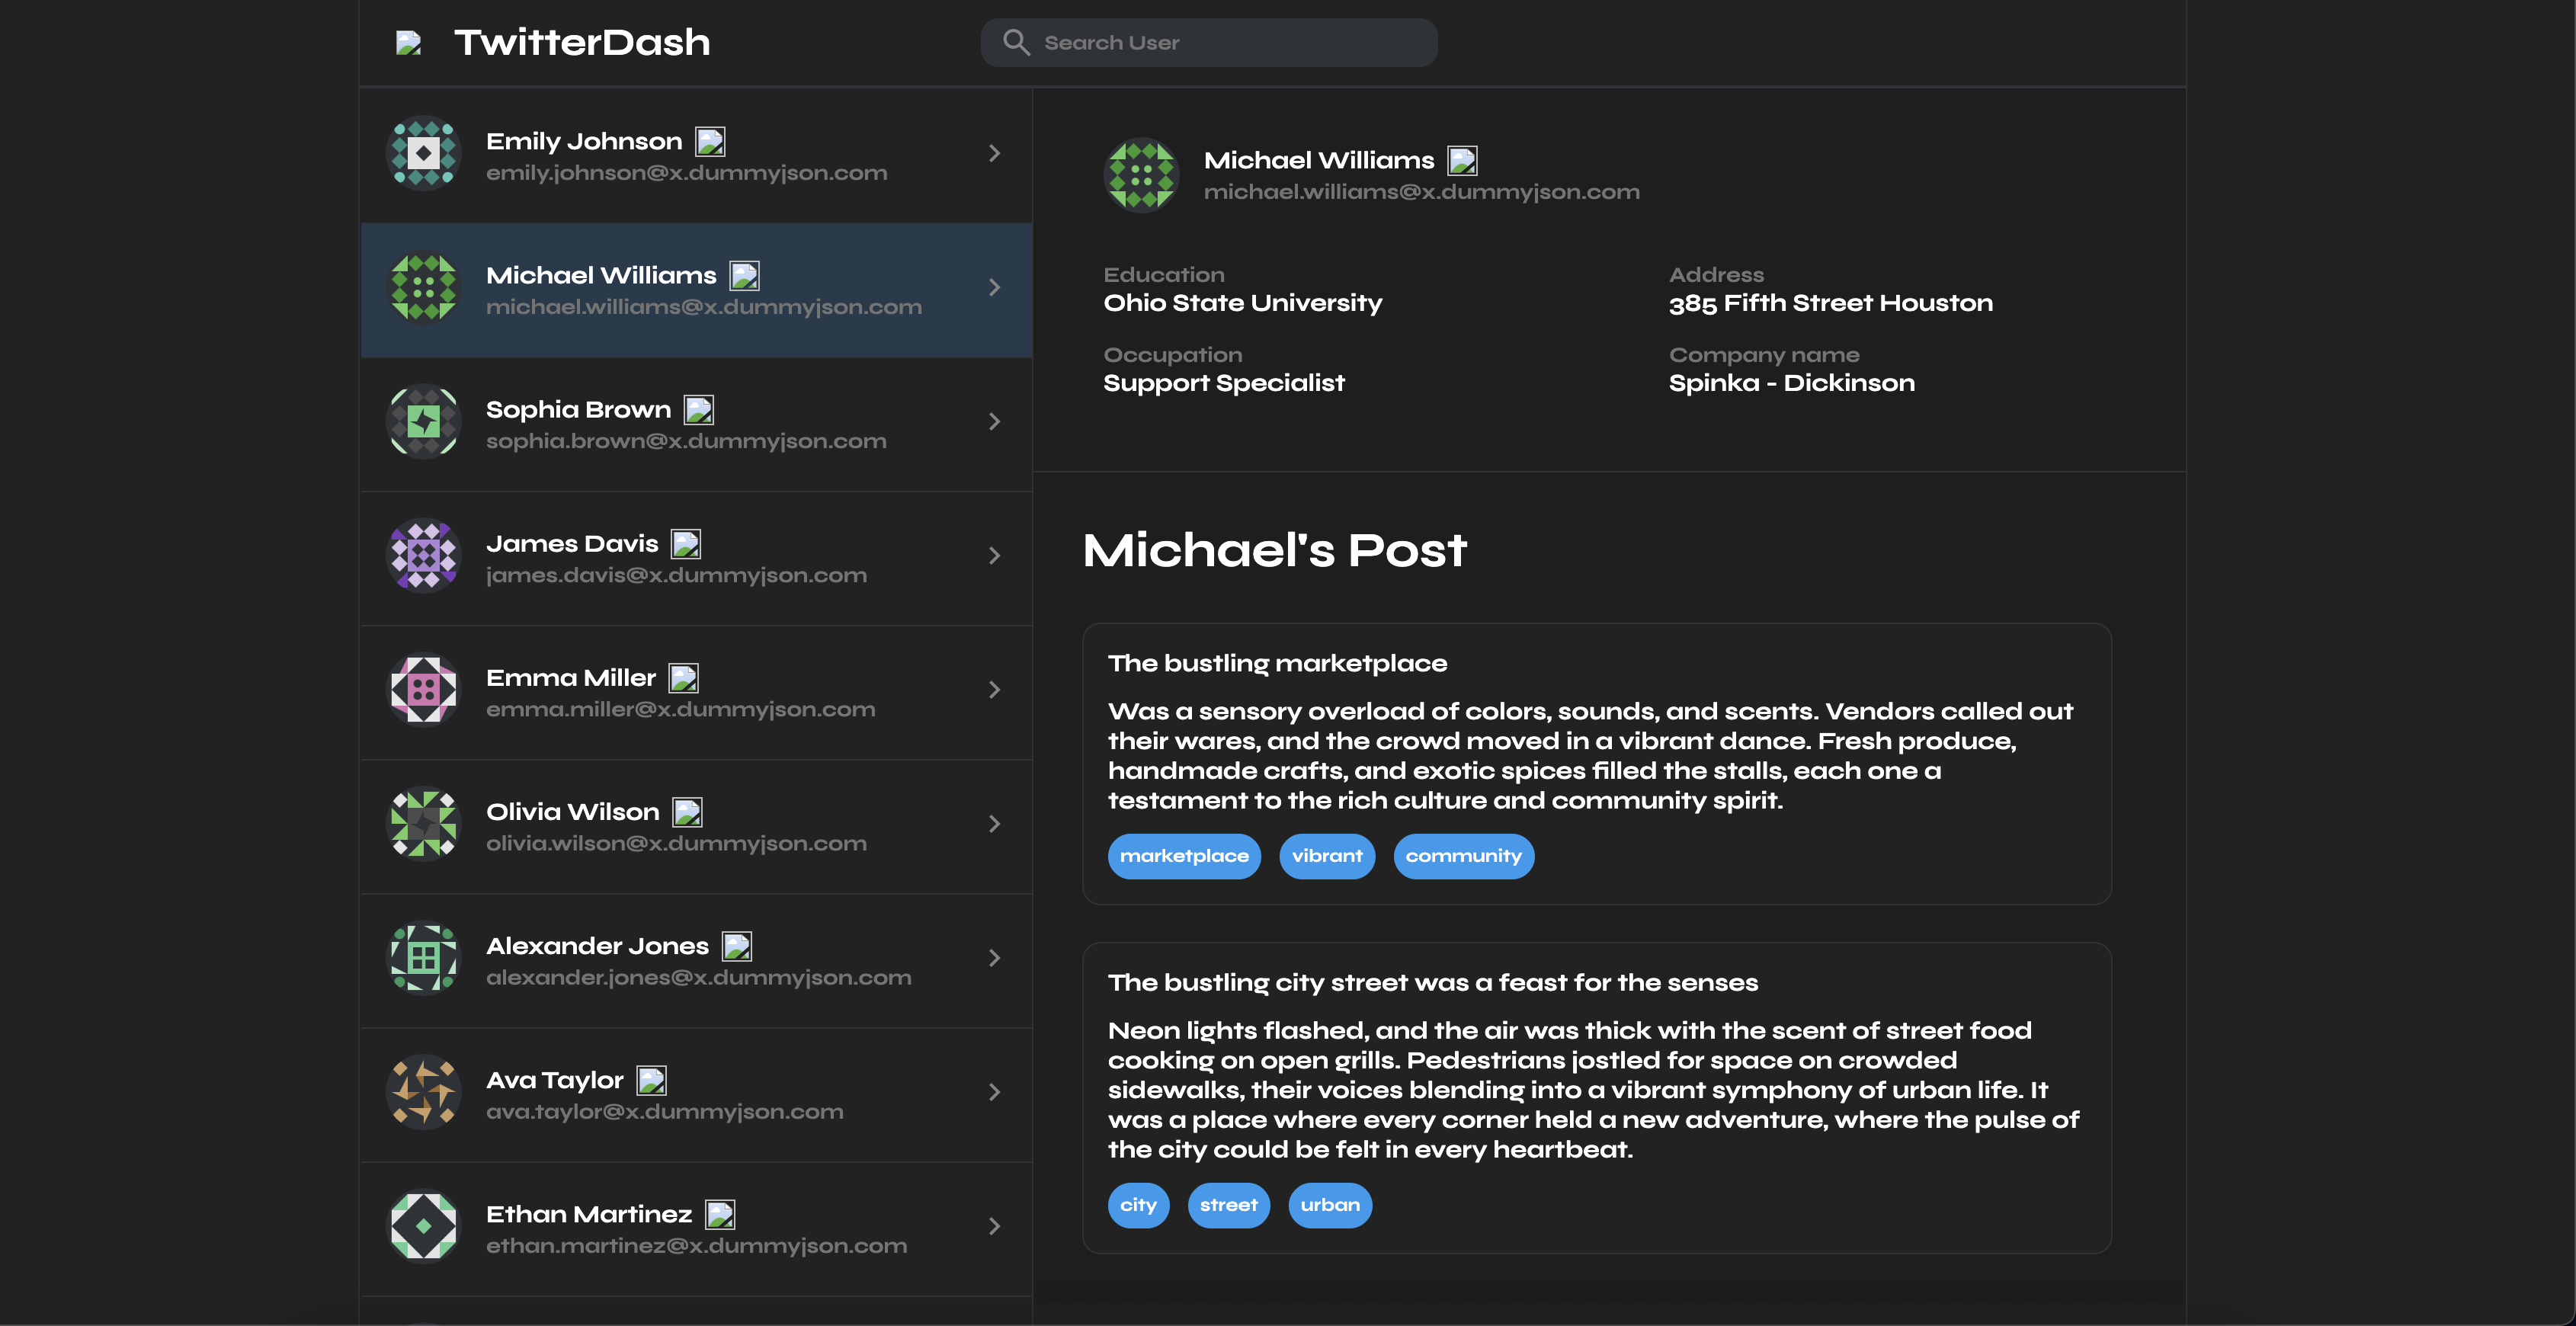 TwitterDash
Search User
Emily Johnson
emily.johnson@x.dummyjson.com
Michael Williams
michael.williams@x.dummyjson.com
Sophia Brown
sophia.brown@x.dummyjson.com
James Davis
james.davis@x.dummyjson.com
Emma Miller
emma.miller@x.dummyjson.com
Olivia Wilson
olivia.wilson@x.dummyjson.com
Alexander Jones
alexander.jones@x.dummyjson.com
Ava Taylor
ava.taylor@x.dummyjson.com
Ethan Martinez
ethan.martinez@x.dummyjson.com
Michael Williams
michael.williams@x.dummyjson.com
Education
Ohio State University
Address
385 Fifth Street Houston
Occupation
Support Specialist
Company name
Spinka - Dickinson
Michael's Post
The bustling marketplace
Was a sensory overload of colors, sounds, and scents. Vendors called out
their wares, and the crowd moved in a vibrant dance. Fresh produce,
handmade crafts, and exotic spices filled the stalls, each one a
testament to the rich culture and community spirit.
marketplace vibrant community
The bustling city street was a feast for the senses
Neon lights flashed, and the air was thick with the scent of street food
cooking on open grills. Pedestrians jostled for space on crowded
sidewalks, their voices blending into a vibrant symphony of urban life. It
was a place where every corner held a new adventure, where the pulse of
the city could be felt in every heartbeat.
city street urban